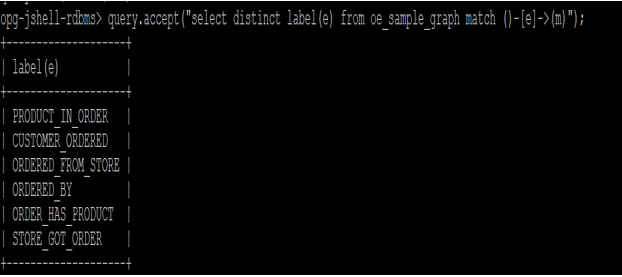 opg-jshell-rdbms> query.accept("select distinct label(e) from oe_sample_graph match ()-[e]->(m)");
+--------------------+
| label(e)           |
+--------------------+
| PRODUCT_IN_ORDER   |
| CUSTOMER_ORDERED   |
| ORDERED_FROM_STORE |
| ORDERED_BY         |
| ORDER_HAS_PRODUCT  |
| STORE_GOT_ORDER    |
+--------------------+